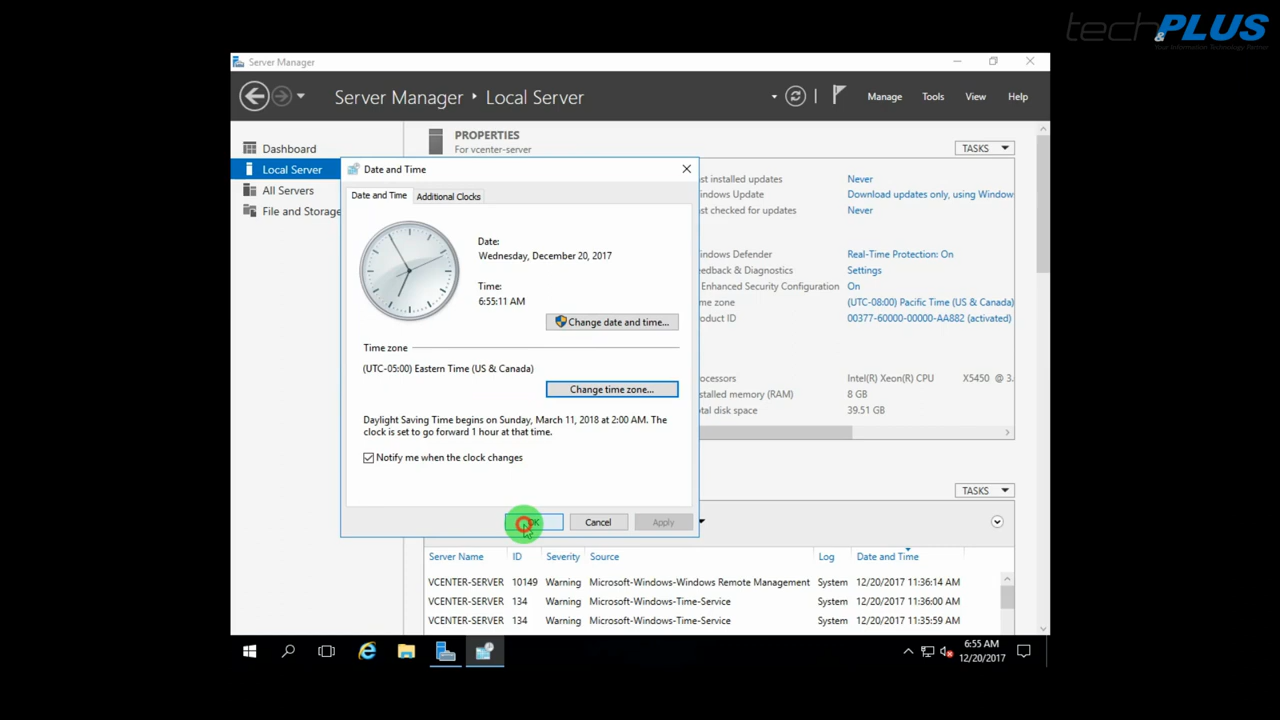 tech&PLUS
Your Information Technology Partner
Server Manager
Server Manager ‣ Local Server
Manage Tools View Help
Dashboard
Local Server
All Servers
File and Storage
PROPERTIES
For vcenter-server
TASKS
Date and Time
Date and Time
Additional Clocks
Date:
Wednesday, December 20, 2017
Time:
6:55:11 AM
Change date and time...
Time zone
(UTC-05:00) Eastern Time (US & Canada)
Change time zone...
Daylight Saving Time begins on Sunday, March 11, 2018 at 2:00 AM. The
clock is set to go forward 1 hour at that time.
Notify me when the clock changes
OK Cancel Apply
st installed updates Never
indows Update Download updates only, using Window
st checked for updates Never
indows Defender Real-Time Protection: On
edback & Diagnostics Settings
Enhanced Security Configuration On
me zone (UTC-08:00) Pacific Time (US & Canada)
oduct ID 00377-60000-00000-AA882 (activated)
ocessors Intel(R) Xeon(R) CPU X5450 @ 3.
stalled memory (RAM) 8 GB
tal disk space 39.51 GB
TASKS
Server Name ID Severity Source Log Date and Time
VCENTER-SERVER 10149 Warning Microsoft-Windows-Windows Remote Management System 12/20/2017 11:36:14 AM
VCENTER-SERVER 134 Warning Microsoft-Windows-Time-Service System 12/20/2017 11:36:00 AM
VCENTER-SERVER 134 Warning Microsoft-Windows-Time-Service System 12/20/2017 11:35:59 AM
6:55 AM
12/20/2017